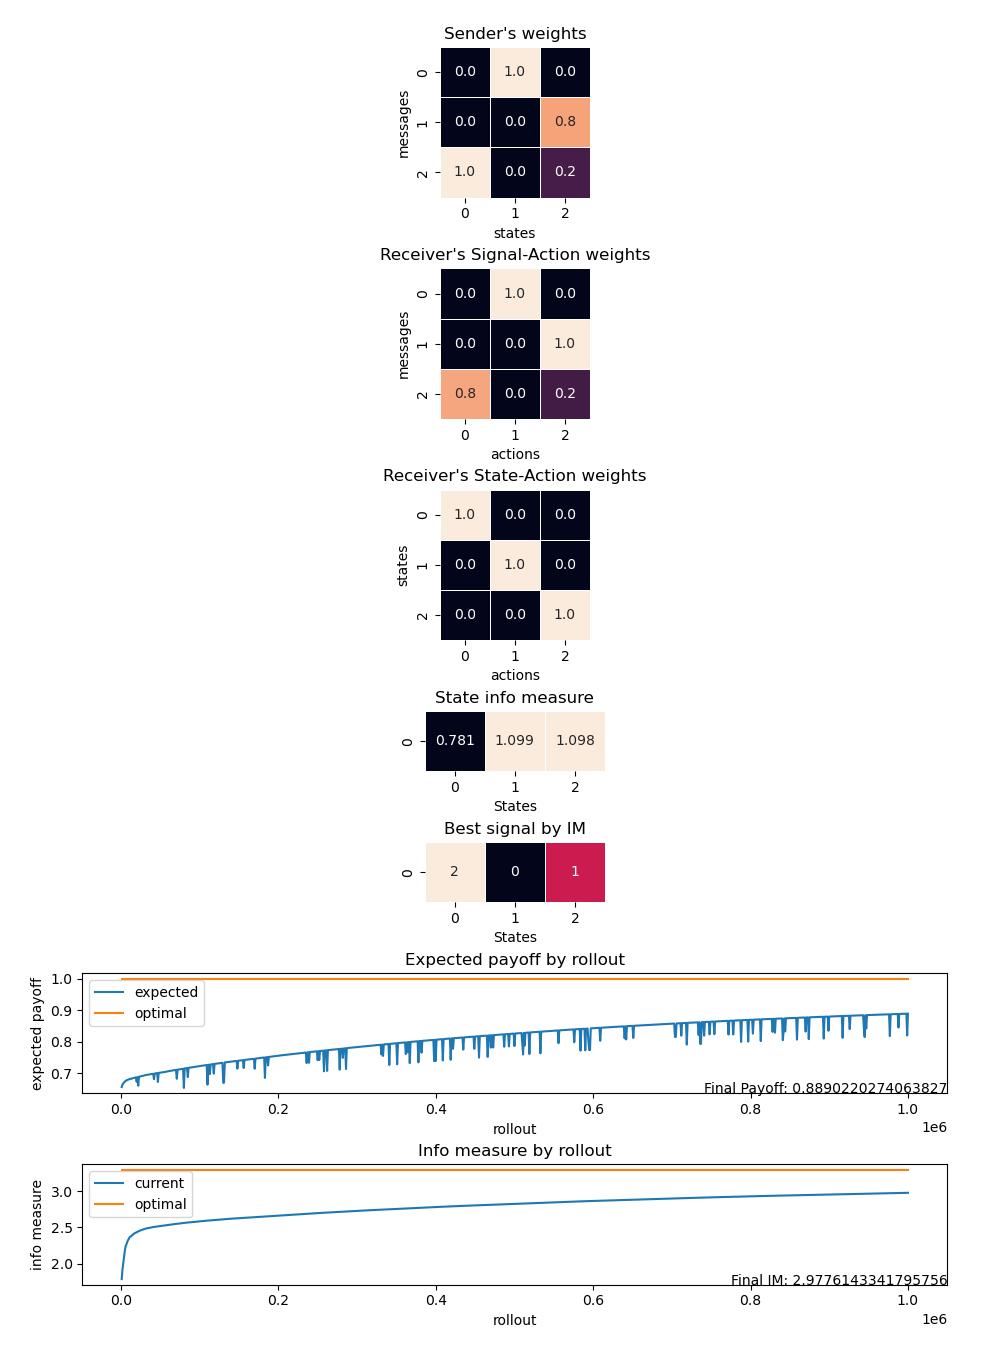 Sender's weights
messages
0 0.0 1.0 0.0
1 0.0 0.0 0.8
2 1.0 0.0 0.2
0 1 2
states
Receiver's Signal-Action weights
messages
0 0.0 1.0 0.0
1 0.0 0.0 1.0
2 0.8 0.0 0.2
0 1 2
actions
Receiver's State-Action weights
states
0 1.0 0.0 0.0
1 0.0 1.0 0.0
2 0.0 0.0 1.0
0 1 2
actions
State info measure
0 0.781 1.099 1.098
0 1 2
States
Best signal by IM
0 2 0 1
0 1 2
States
Expected payoff by rollout
expected payoff
1.0
0.9
0.8
0.7
expected
optimal
Final Payoff: 0.8890220274063827
0.0 0.2 0.4 0.6 0.8 1.0
1e6
rollout
Info measure by rollout
info measure
3.0
2.5
2.0
current
optimal
Final IM: 2.9776143341795756
0.0 0.2 0.4 0.6 0.8 1.0
1e6
rollout